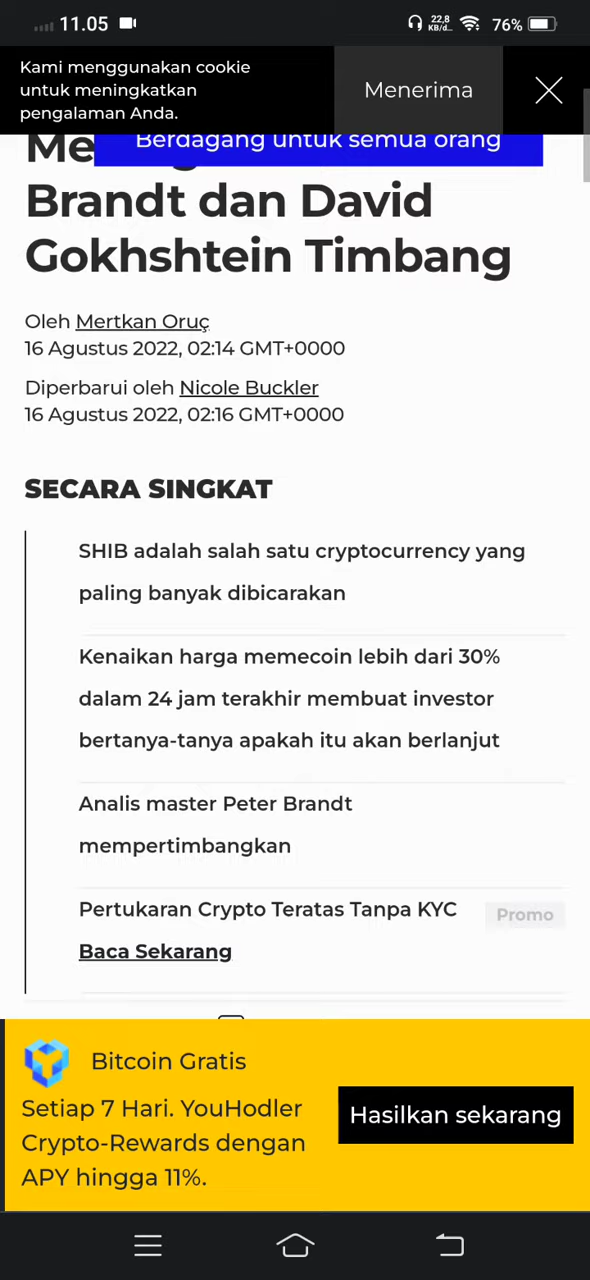 11.05
22,8
KB/d...
76%
Kami menggunakan cookie
untuk meningkatkan
pengalaman Anda.
Menerima
Berdagang untuk semua orang
Brandt dan David
Gokhshtein Timbang
Oleh Mertkan Oruç
16 Agustus 2022, 02:14 GMT+0000
Diperbarui oleh Nicole Buckler
16 Agustus 2022, 02:16 GMT+0000
SECARA SINGKAT
SHIB adalah salah satu cryptocurrency yang
paling banyak dibicarakan
Kenaikan harga memecoin lebih dari 30%
dalam 24 jam terakhir membuat investor
bertanya-tanya apakah itu akan berlanjut
Analis master Peter Brandt
mempertimbangkan
Pertukaran Crypto Teratas Tanpa KYC
Promo
Baca Sekarang
Bitcoin Gratis
Setiap 7 Hari. YouHodler
Crypto-Rewards dengan
APY hingga 11%.
Hasilkan sekarang